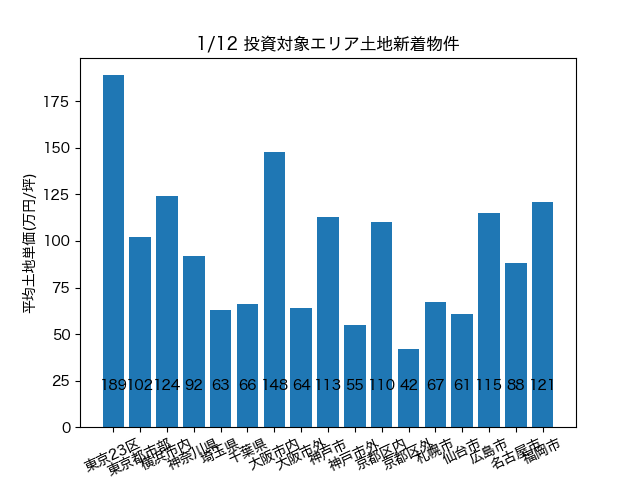 1/12 投資対象エリア土地新着物件
平均土地単価(万円/坪)
175
150
125
100
75
50
25
0
189 102 124 92 63 66 148 64 113 55 110 42 67 61 115 88 121
東京23区
東京都市部
横浜市内
神奈川県
埼玉県
千葉県
大阪市内
大阪市外
神戸市
神戸市外
京都区内
京都区外
札幌市
仙台市
広島市
名古屋市
福岡市